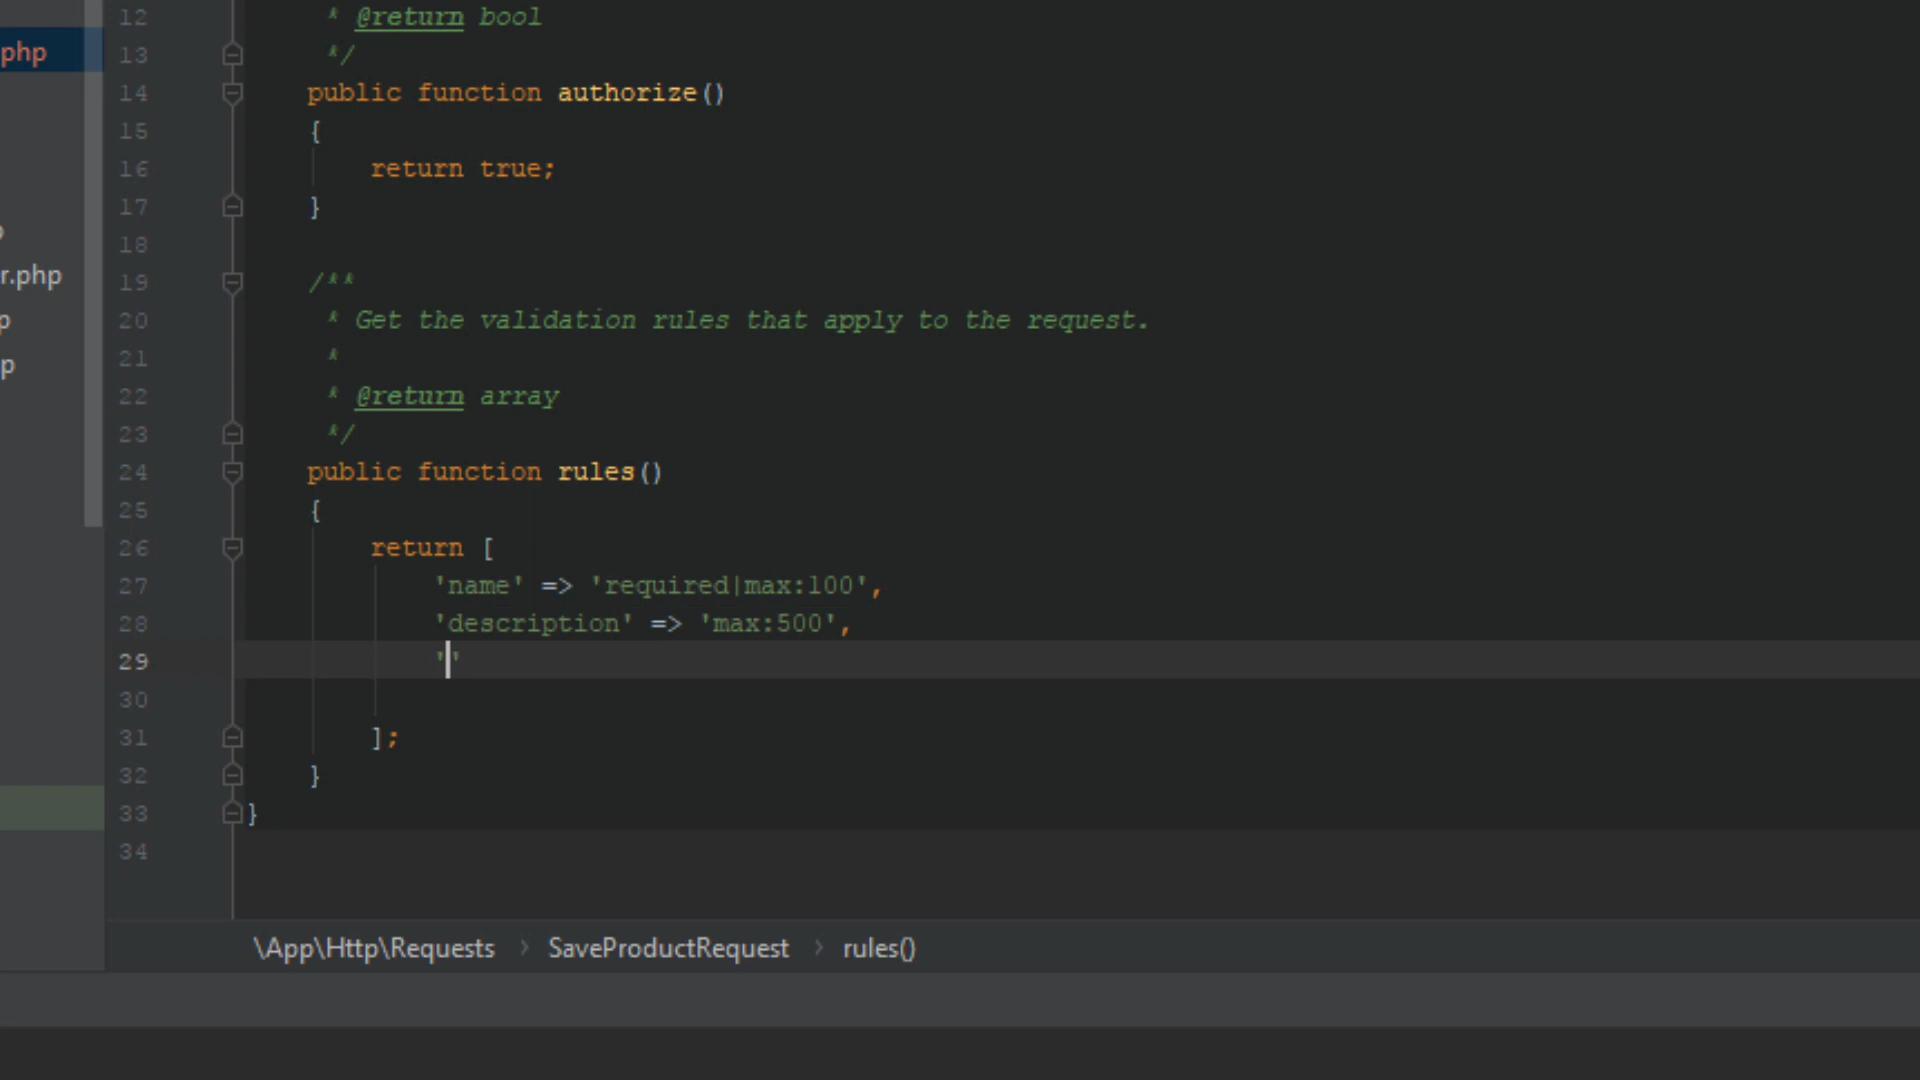 12 * @return bool
php
13 */
14 public function authorize()
15 {
16 return true;
17 }
18
r.php
19 /**
20 * Get the validation rules that apply to the request.
p
21 *
p
22 * @return array
23 */
24 public function rules()
25 {
26 return [
27 'name' => 'required|max:100',
28 'description' => 'max:500',
29 ''
30
31 ];
32 }
33 }
34
\App\Http\Requests › SaveProductRequest › rules()